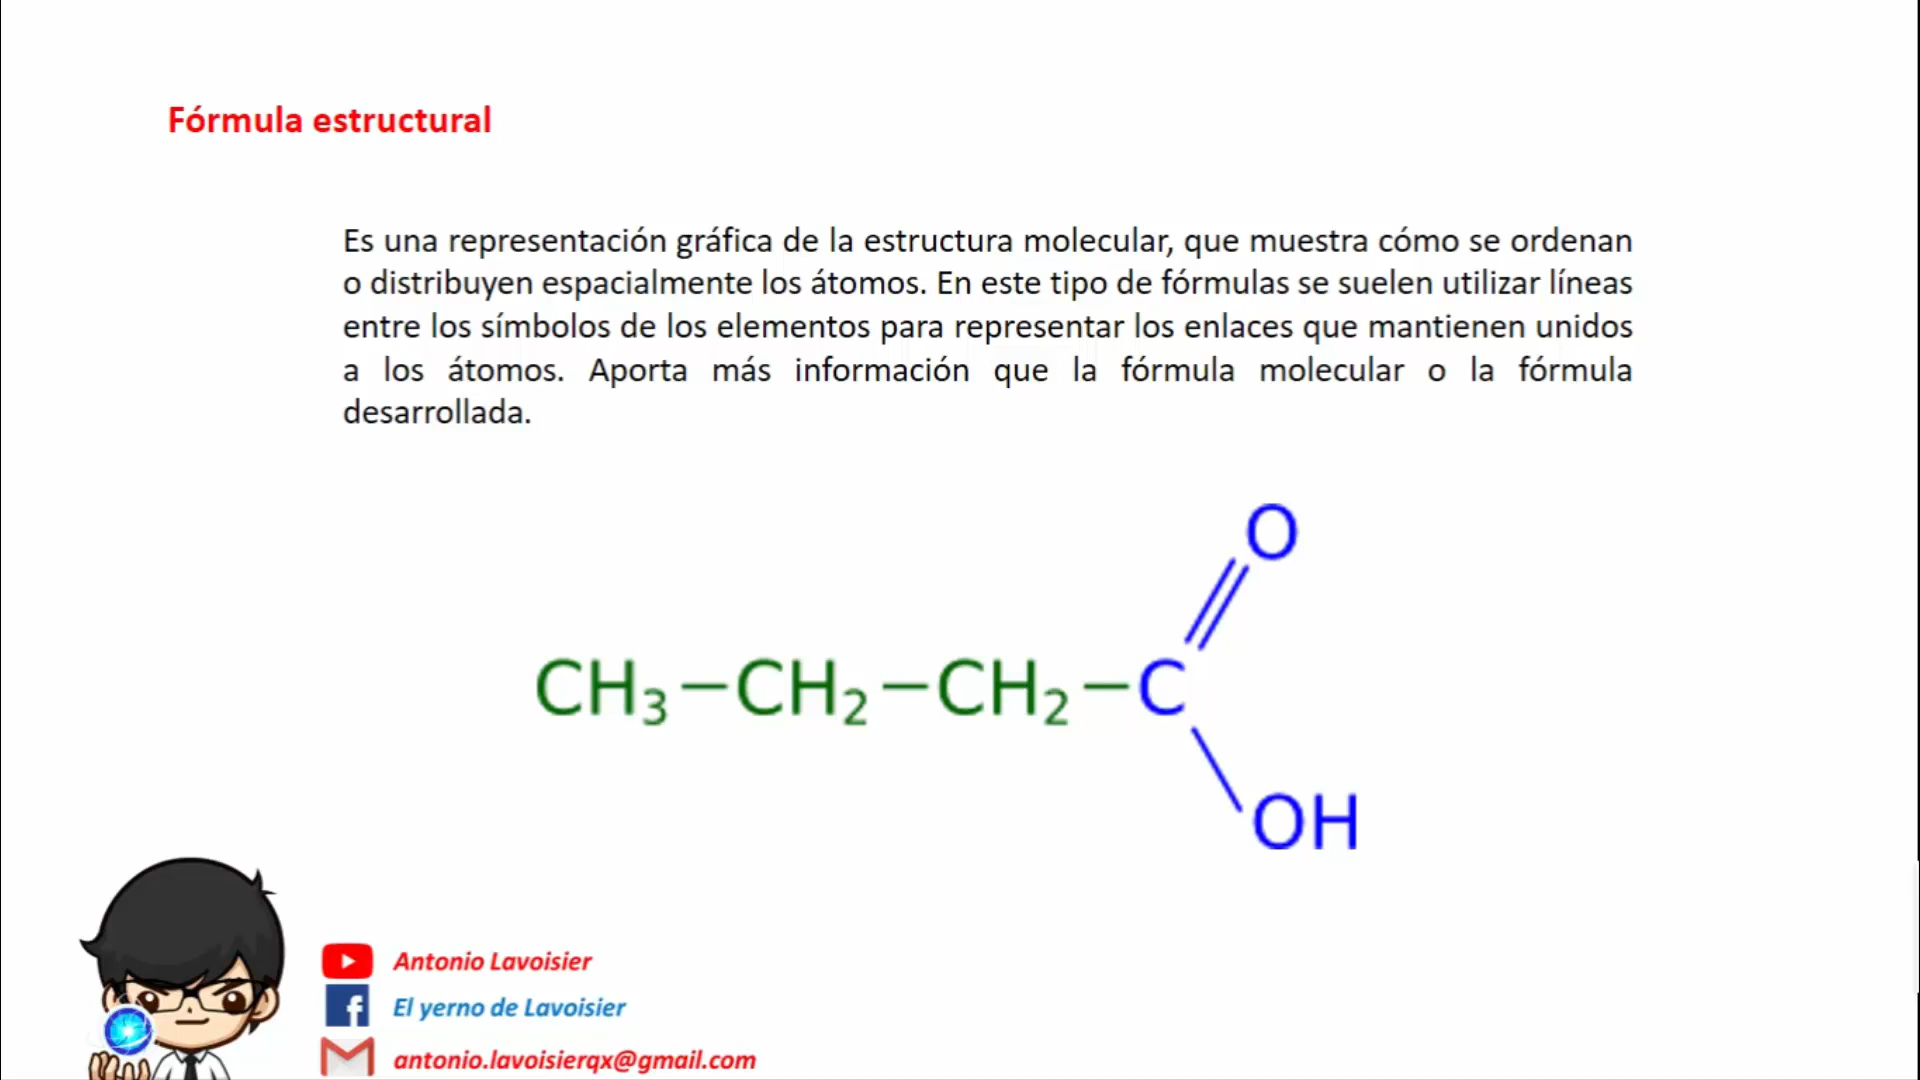 Fórmula estructural
Es una representación gráfica de la estructura molecular, que muestra cómo se ordenan
o distribuyen espacialmente los átomos. En este tipo de fórmulas se suelen utilizar líneas
entre los símbolos de los elementos para representar los enlaces que mantienen unidos
a los átomos. Aporta más información que la fórmula molecular o la fórmula
desarrollada.
O
CH₃–CH₂–CH₂–C
OH
Antonio Lavoisier
El yerno de Lavoisier
antonio.lavoisierqx@gmail.com